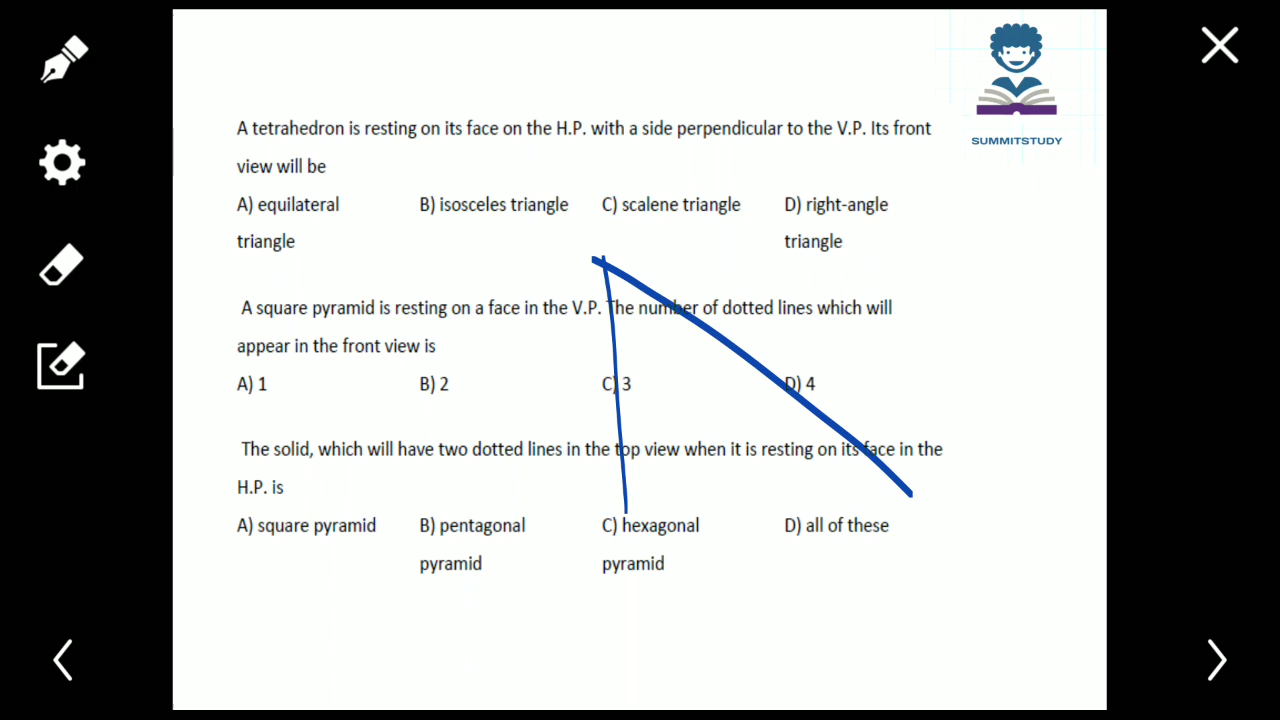 SUMMITSTUDY
A tetrahedron is resting on its face on the H.P. with a side perpendicular to the V.P. Its front
view will be
A) equilateral triangle B) isosceles triangle C) scalene triangle D) right-angle triangle
A square pyramid is resting on a face in the V.P. The number of dotted lines which will
appear in the front view is
A) 1 B) 2 C) 3 D) 4
The solid, which will have two dotted lines in the top view when it is resting on its face in the
H.P. is
A) square pyramid B) pentagonal pyramid C) hexagonal pyramid D) all of these